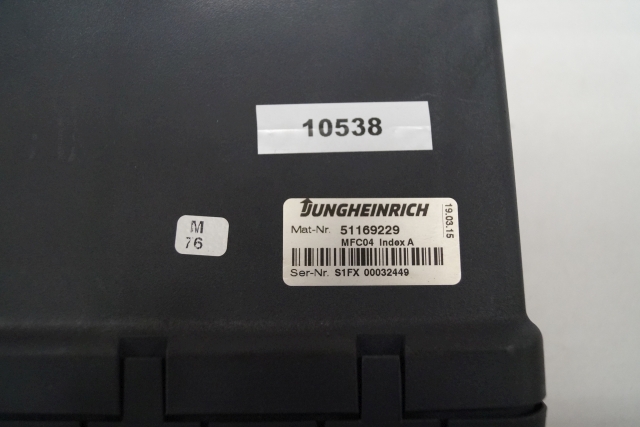 10538
JUNGHEINRICH
19.03.15
Mat-Nr. 51169229
MFC04 Index A
Ser-Nr. S1FX 00032449
M
76